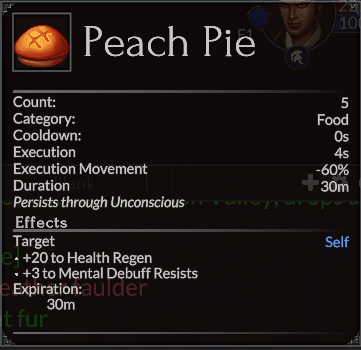 Peach Pie
Count: 5
Category: Food
Cooldown: 0s
Execution 4s
Execution Movement -60%
Duration 30m
Persists through Unconscious
Effects
Target Self
• +20 to Health Regen
• +3 to Mental Debuff Resists
Expiration:
30m
fur